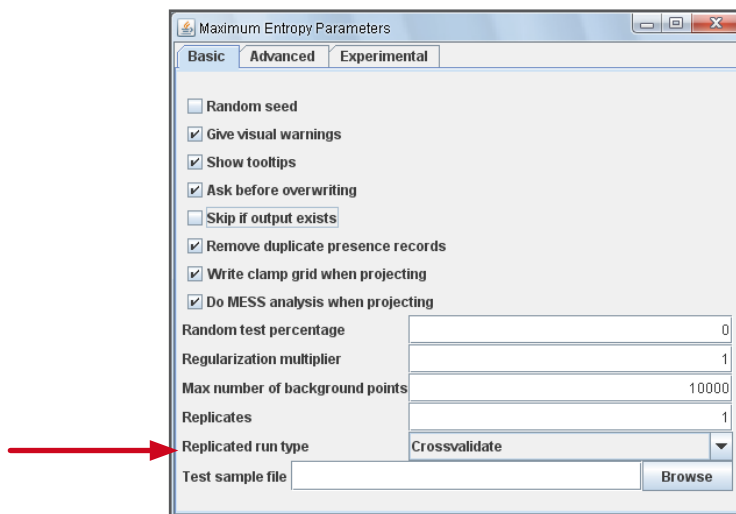 Maximum Entropy Parameters
Basic Advanced Experimental
Random seed
Give visual warnings
Show tooltips
Ask before overwriting
Skip if output exists
Remove duplicate presence records
Write clamp grid when projecting
Do MESS analysis when projecting
Random test percentage 0
Regularization multiplier 1
Max number of background points 10000
Replicates 1
Replicated run type Crossvalidate
Test sample file Browse